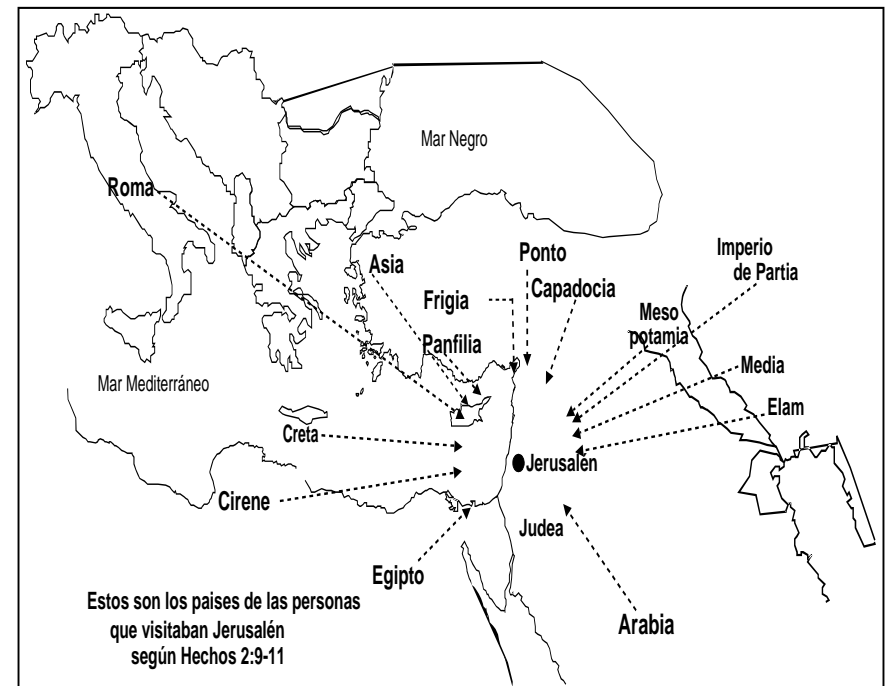 Mar Negro
Roma
Asia
Ponto
Imperio
de Partia
Frigia
Capadocia
Meso
potamia
Panfilia
Media
Mar Mediterráneo
Elam
Creta
Jerusalén
Cirene
Judea
Egipto
Arabia
Estos son los paises de las personas
que visitaban Jerusalén
según Hechos 2:9-11